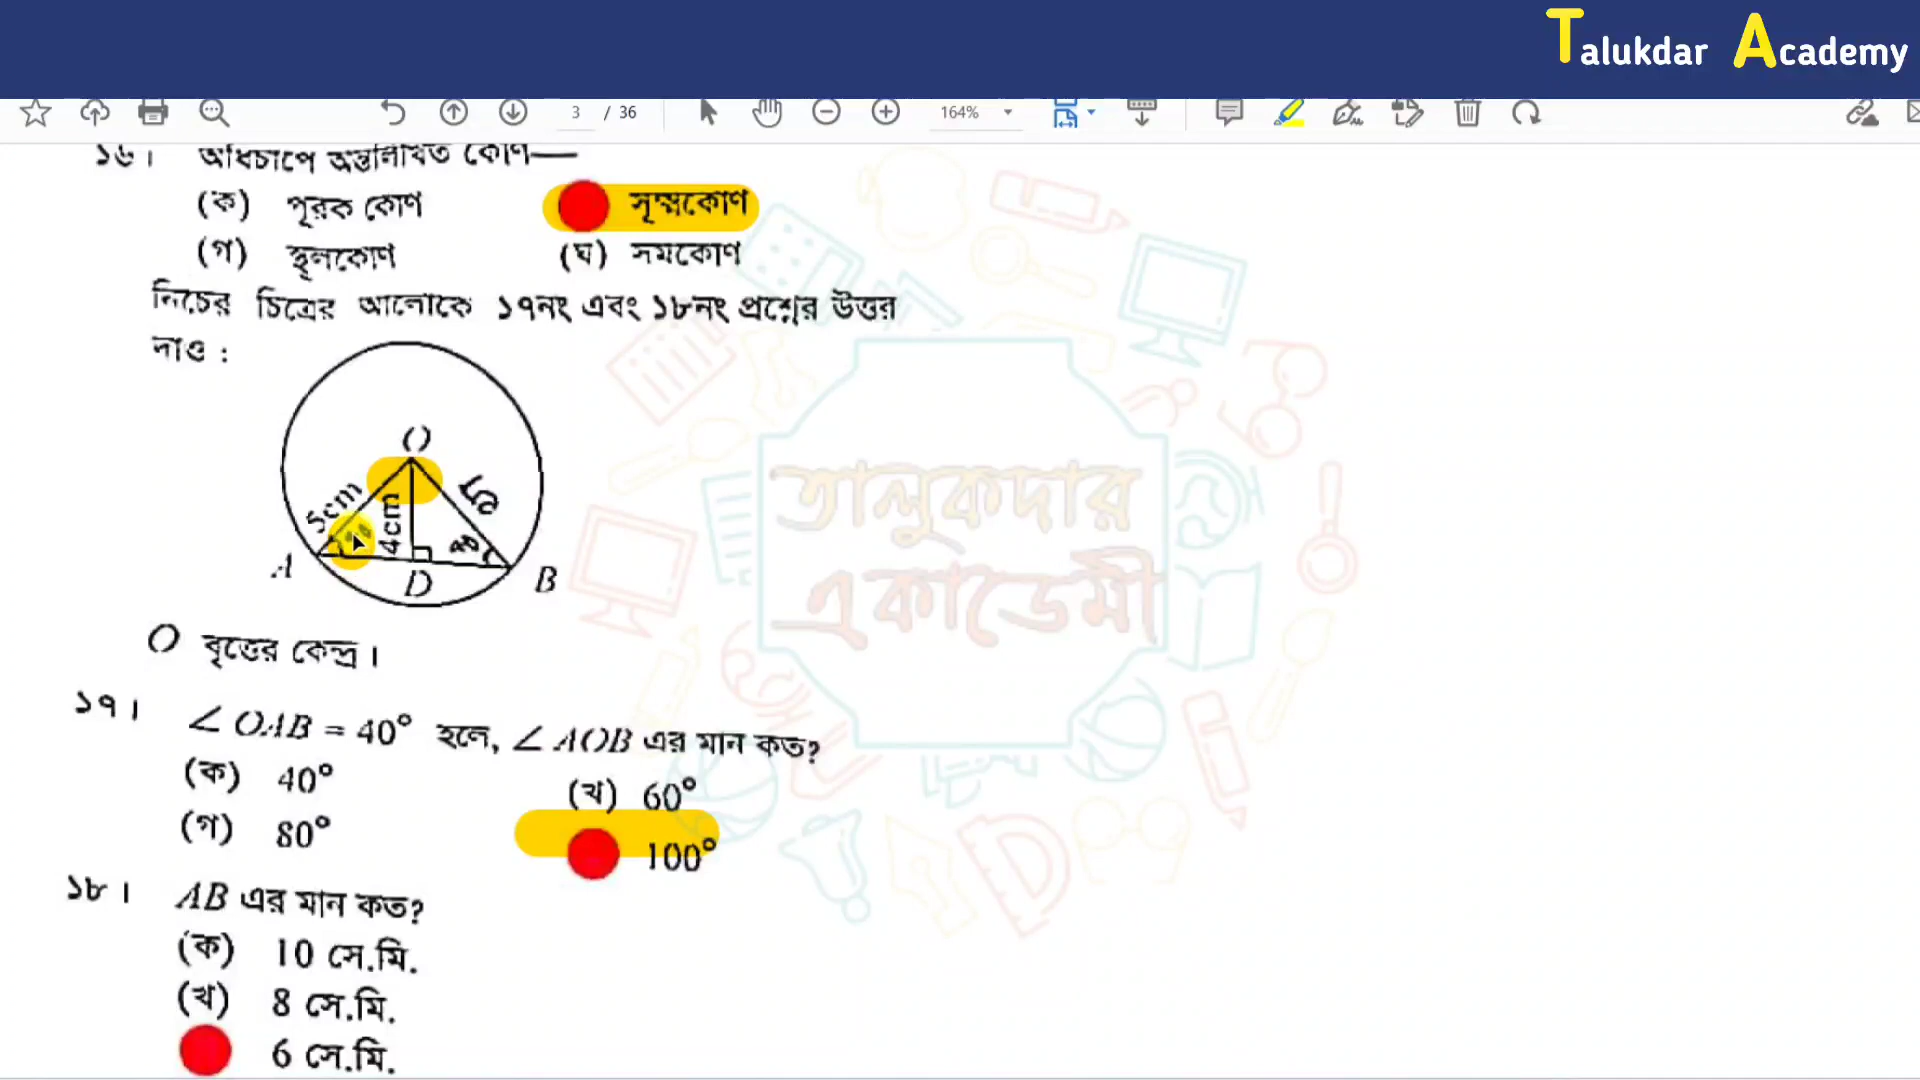 Talukdar Academy
3 / 36
164%
১৬। অধিচাপে অন্তর্লিখিত কোণ—
(ক) পূরক কোণ
সূক্ষ্মকোণ
(গ) স্থূলকোণ (ঘ) সমকোণ
নিচের চিত্রের আলোকে ১৭নং এবং ১৮নং প্রশ্নের উত্তর
দাও :
O
5cm
4cm
A
D
B
তালুকদার
একাডেমী
O বৃত্তের কেন্দ্র।
১৭। ∠OAB = 40° হলে, ∠AOB এর মান কত?
(ক) 40°
(খ) 60°
(গ) 80°
100°
১৮। AB এর মান কত?
(ক) 10 সে.মি.
(খ) 8 সে.মি.
6 সে.মি.